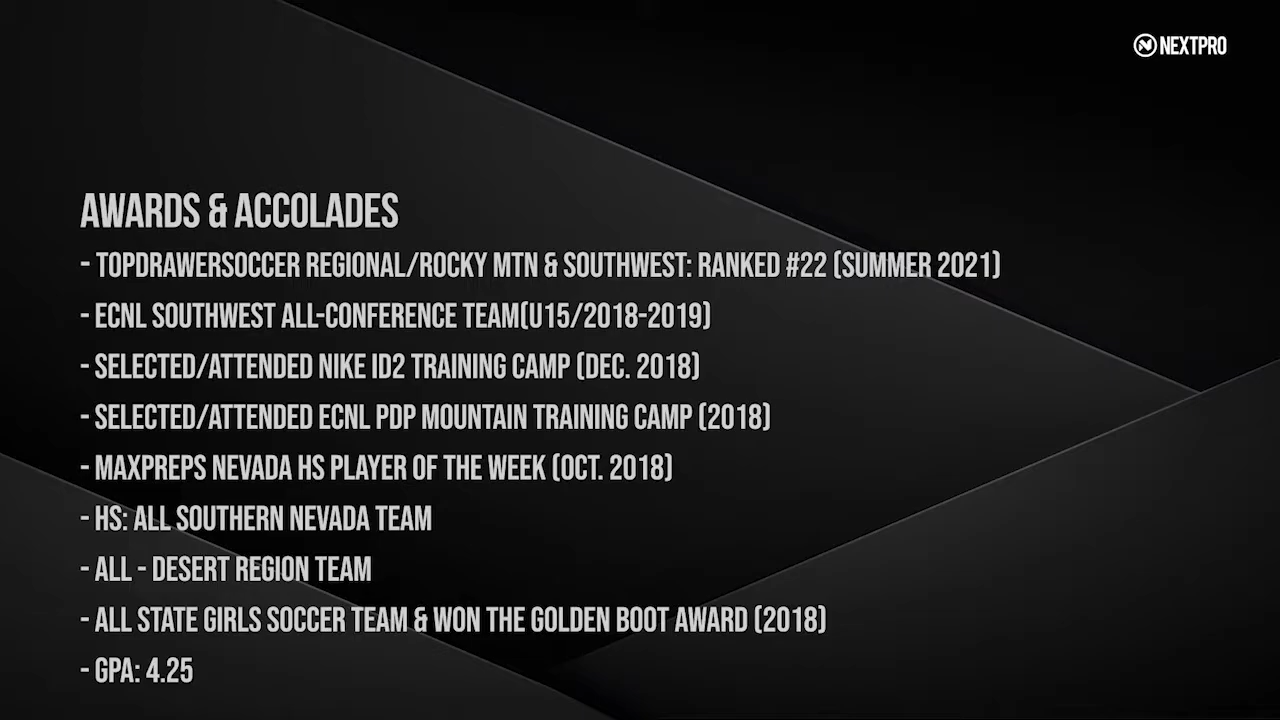 NEXTPRO
AWARDS & ACCOLADES
- TOPDRAWERSOCCER REGIONAL/ROCKY MTN & SOUTHWEST: RANKED #22 (SUMMER 2021)
- ECNL SOUTHWEST ALL-CONFERENCE TEAM(U15/2018-2019)
- SELECTED/ATTENDED NIKE ID2 TRAINING CAMP (DEC. 2018)
- SELECTED/ATTENDED ECNL PDP MOUNTAIN TRAINING CAMP (2018)
- MAXPREPS NEVADA HS PLAYER OF THE WEEK (OCT. 2018)
- HS: ALL SOUTHERN NEVADA TEAM
- ALL - DESERT REGION TEAM
- ALL STATE GIRLS SOCCER TEAM & WON THE GOLDEN BOOT AWARD (2018)
- GPA: 4.25